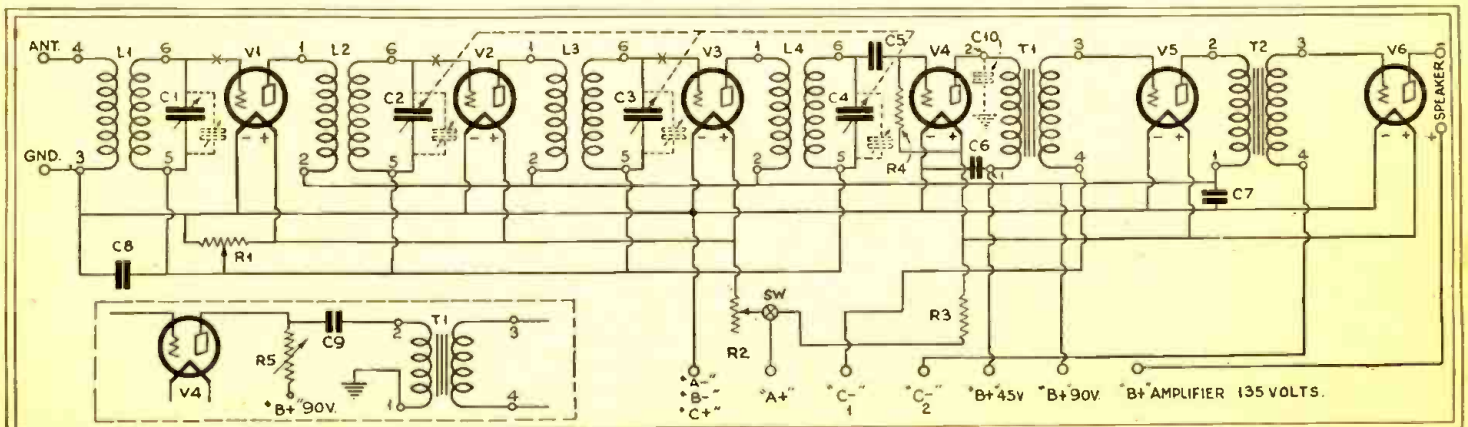 ANT. 4 L1 6 V1 1 L2 6 V2 1 L3 6 V3 1 L4 6 C5 V4 2 C10 T1 3 V5 2 T2 3 V6 1
SPEAKER
C1 C2 C3 C4
- + - + - + - + - + - + +
GND. 3 5 2 5 2 5 2 5 R4 C6 1 4 1 C7 4
C8 R1
SW
R2 R3
V4 R5 C9 2 T1 3
1 4
"B+" 90V.
"A-" "A+" "C-" "C-" "B+" 45V "B+" 90V. "B+" AMPLIFIER 135 VOLTS.
"B-" 1 2
"C+"